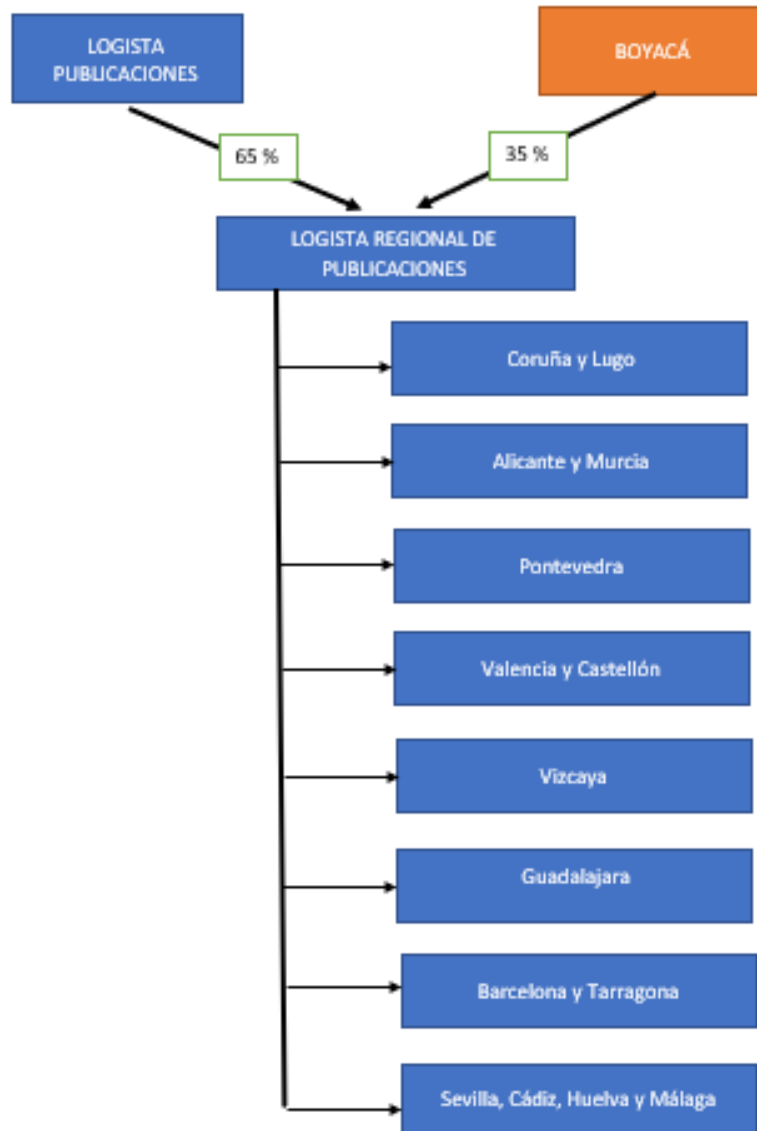 LOGISTA
PUBLICACIONES
BOYACÁ
65 %
35 %
LOGISTA REGIONAL DE
PUBLICACIONES
Coruña y Lugo
Alicante y Murcia
Pontevedra
Valencia y Castellón
Vizcaya
Guadalajara
Barcelona y Tarragona
Sevilla, Cádiz, Huelva y Málaga